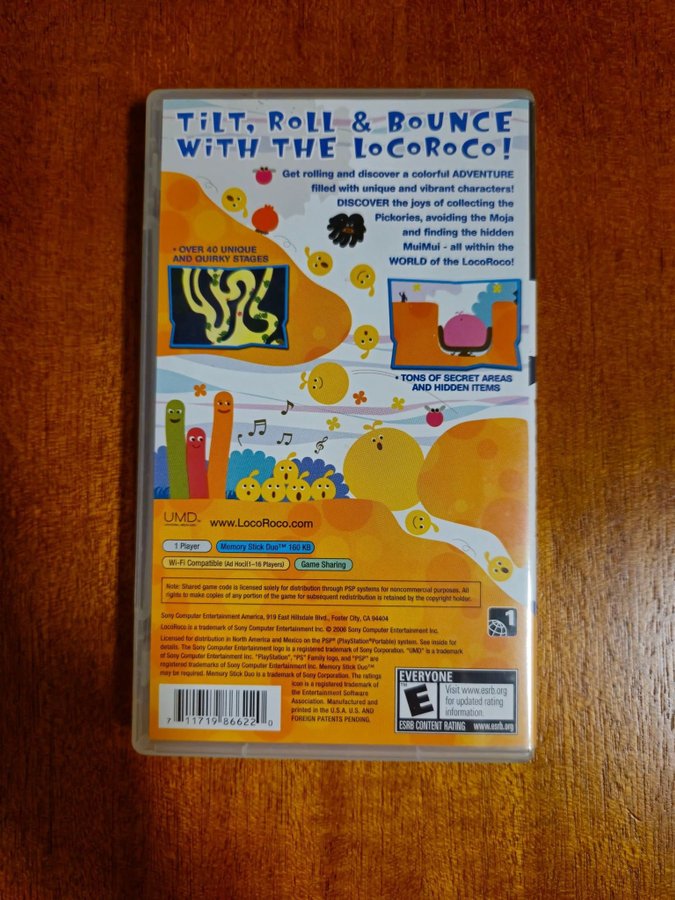 TiLT, ROLL & BOUNCE
WiTH THE LOCOROCO!
Get rolling and discover a colorful ADVENTURE
filled with unique and vibrant characters!
DISCOVER the joys of collecting the
Pickories, avoiding the Moja
and finding the hidden
MuiMui - all within the
WORLD of the LocoRoco!
• OVER 40 UNIQUE
AND QUIRKY STAGES
• TONS OF SECRET AREAS
AND HIDDEN ITEMS
UMD™
www.LocoRoco.com
1 Player
Memory Stick Duo™ 160 KB
Wi-Fi Compatible (Ad Hoc)(1-16 Players)
Game Sharing
Note: Shared game code is licensed solely for distribution through PSP systems for noncommercial purposes. All
rights to make copies of any portion of the game for subsequent redistribution is retained by the copyright holder.
1
Sony Computer Entertainment America, 919 East Hillsdale Blvd., Foster City, CA 94404
LocoRoco is a trademark of Sony Computer Entertainment Inc. © 2006 Sony Computer Entertainment Inc.
Licensed for distribution in North America and Mexico on the PSP® (PlayStation®Portable) system. See inside for
details. The Sony Computer Entertainment logo is a registered trademark of Sony Corporation. "UMD" is a trademark
of Sony Computer Entertainment Inc. "PlayStation", "PS" Family logo, and "PSP" are
registered trademarks of Sony Computer Entertainment Inc. Memory Stick Duo™
may be required. Memory Stick Duo is a trademark of Sony Corporation. The ratings
icon is a registered trademark of
the Entertainment Software
Association. Manufactured and
printed in the U.S.A. U.S. AND
FOREIGN PATENTS PENDING.
7 11719 86622 0
EVERYONE
E
Visit www.esrb.org
for updated rating
information.
ESRB CONTENT RATING www.esrb.org